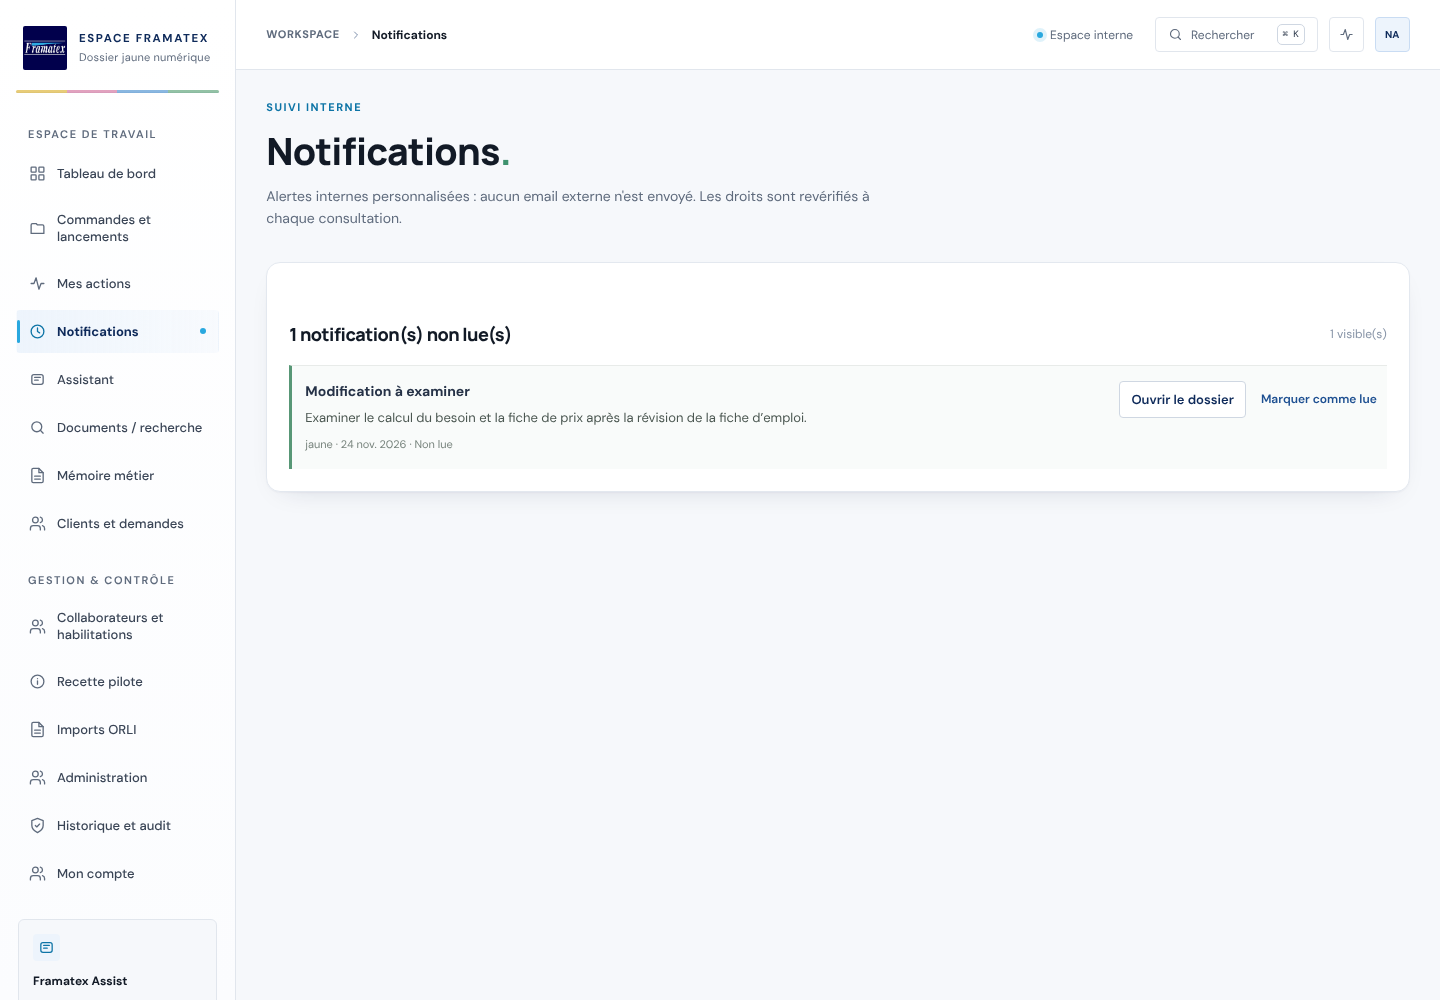 Framatex
ESPACE FRAMATEX
Dossier jaune numérique
ESPACE DE TRAVAIL
Tableau de bord
Commandes et
lancements
Mes actions
Notifications
Assistant
Documents / recherche
Mémoire métier
Clients et demandes
GESTION & CONTRÔLE
Collaborateurs et
habilitations
Recette pilote
Imports ORLI
Administration
Historique et audit
Mon compte
Framatex Assist
WORKSPACE > Notifications
Espace interne
Rechercher ⌘ K
NA
SUIVI INTERNE
Notifications.
Alertes internes personnalisées : aucun email externe n'est envoyé. Les droits sont revérifiés à
chaque consultation.
1 notification(s) non lue(s)
1 visible(s)
Modification à examiner
Examiner le calcul du besoin et la fiche de prix après la révision de la fiche d’emploi.
jaune · 24 nov. 2026 · Non lue
Ouvrir le dossier
Marquer comme lue